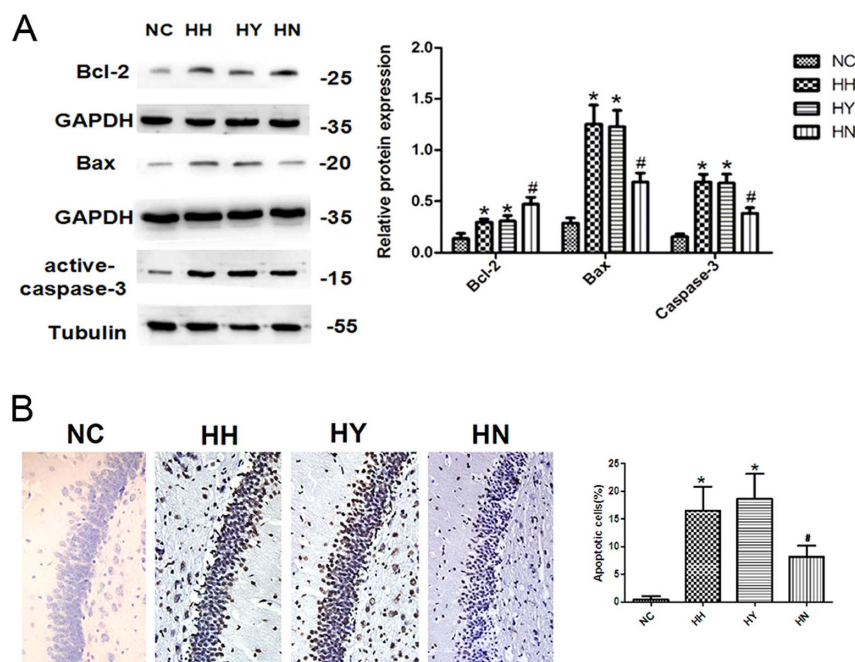 A
NC HH HY HN
Bcl-2 -25
GAPDH -35
Bax -20
GAPDH -35
active-
caspase-3 -15
Tubulin -55
Relative protein expression
2.0
1.5
1.0
0.5
0.0
* * #
* * #
* * #
Bcl-2 Bax Caspase-3
NC
HH
HY
HN
B
NC HH HY HN
Apoptotic cells(%)
25
20
15
10
5
0
* * #
NC HH HY HN